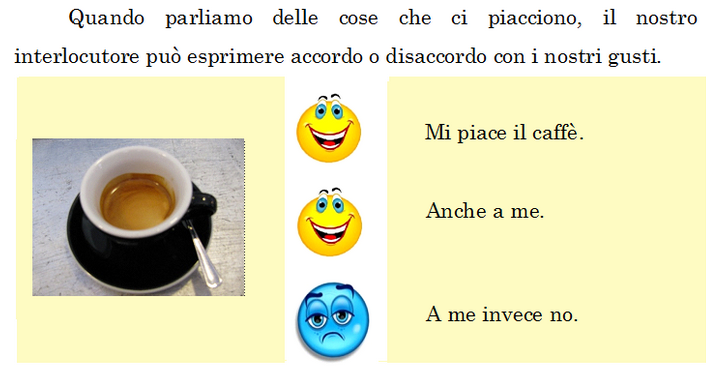 Quando parliamo delle cose che ci piacciono, il nostro
interlocutore può esprimere accordo o disaccordo con i nostri gusti.
Mi piace il caffè.
Anche a me.
A me invece no.